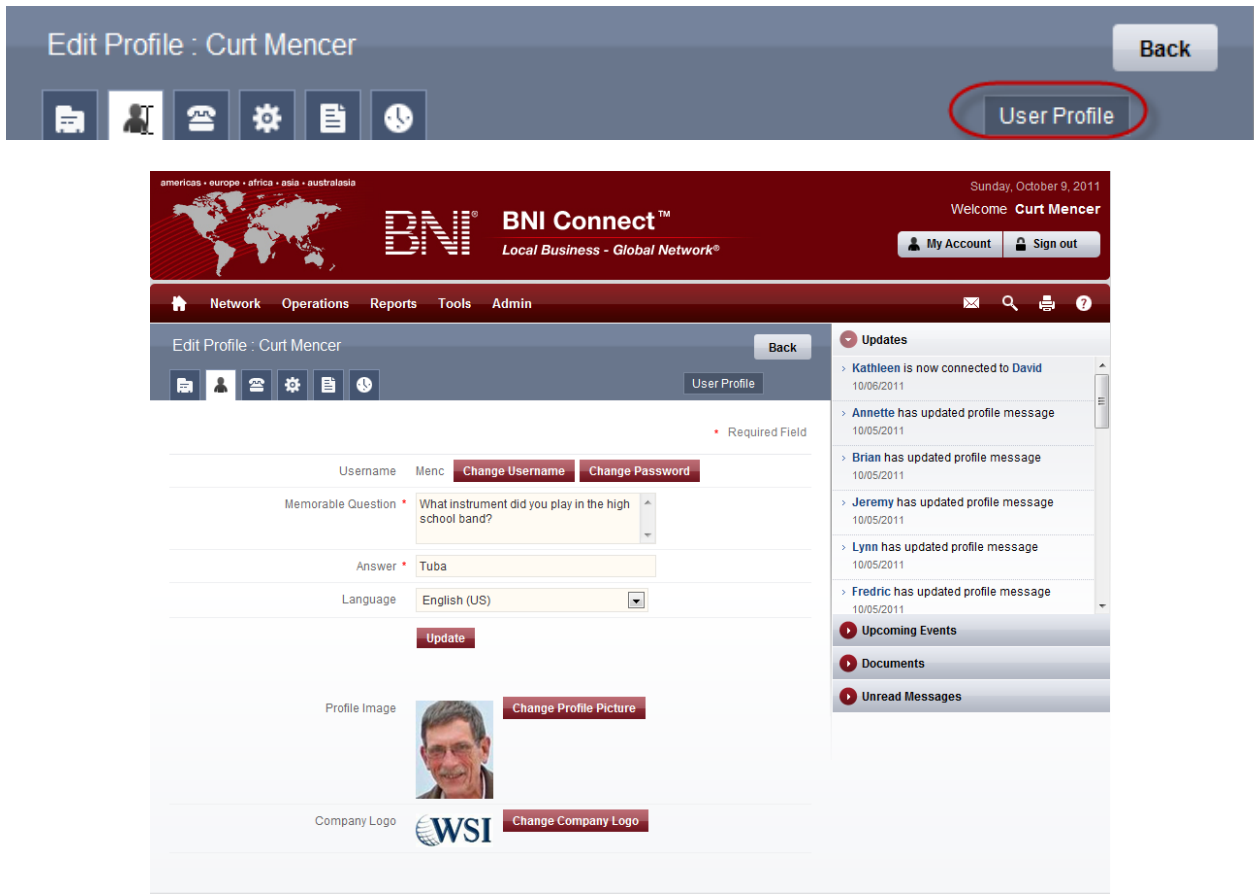 Edit Profile : Curt Mencer
Back
User Profile
americas • europe • africa • asia • australasia
Sunday, October 9, 2011
Welcome Curt Mencer
BNI® BNI Connect™
Local Business - Global Network®
My Account Sign out
Network Operations Reports Tools Admin
Edit Profile : Curt Mencer
Back
User Profile
• Required Field
Username Menc Change Username Change Password
Memorable Question • What instrument did you play in the high
school band?
Answer • Tuba
Language English (US)
Update
Profile Image Change Profile Picture
Company Logo WSI Change Company Logo
Updates
› Kathleen is now connected to David
10/06/2011
› Annette has updated profile message
10/05/2011
› Brian has updated profile message
10/05/2011
› Jeremy has updated profile message
10/05/2011
› Lynn has updated profile message
10/05/2011
› Fredric has updated profile message
10/05/2011
Upcoming Events
Documents
Unread Messages